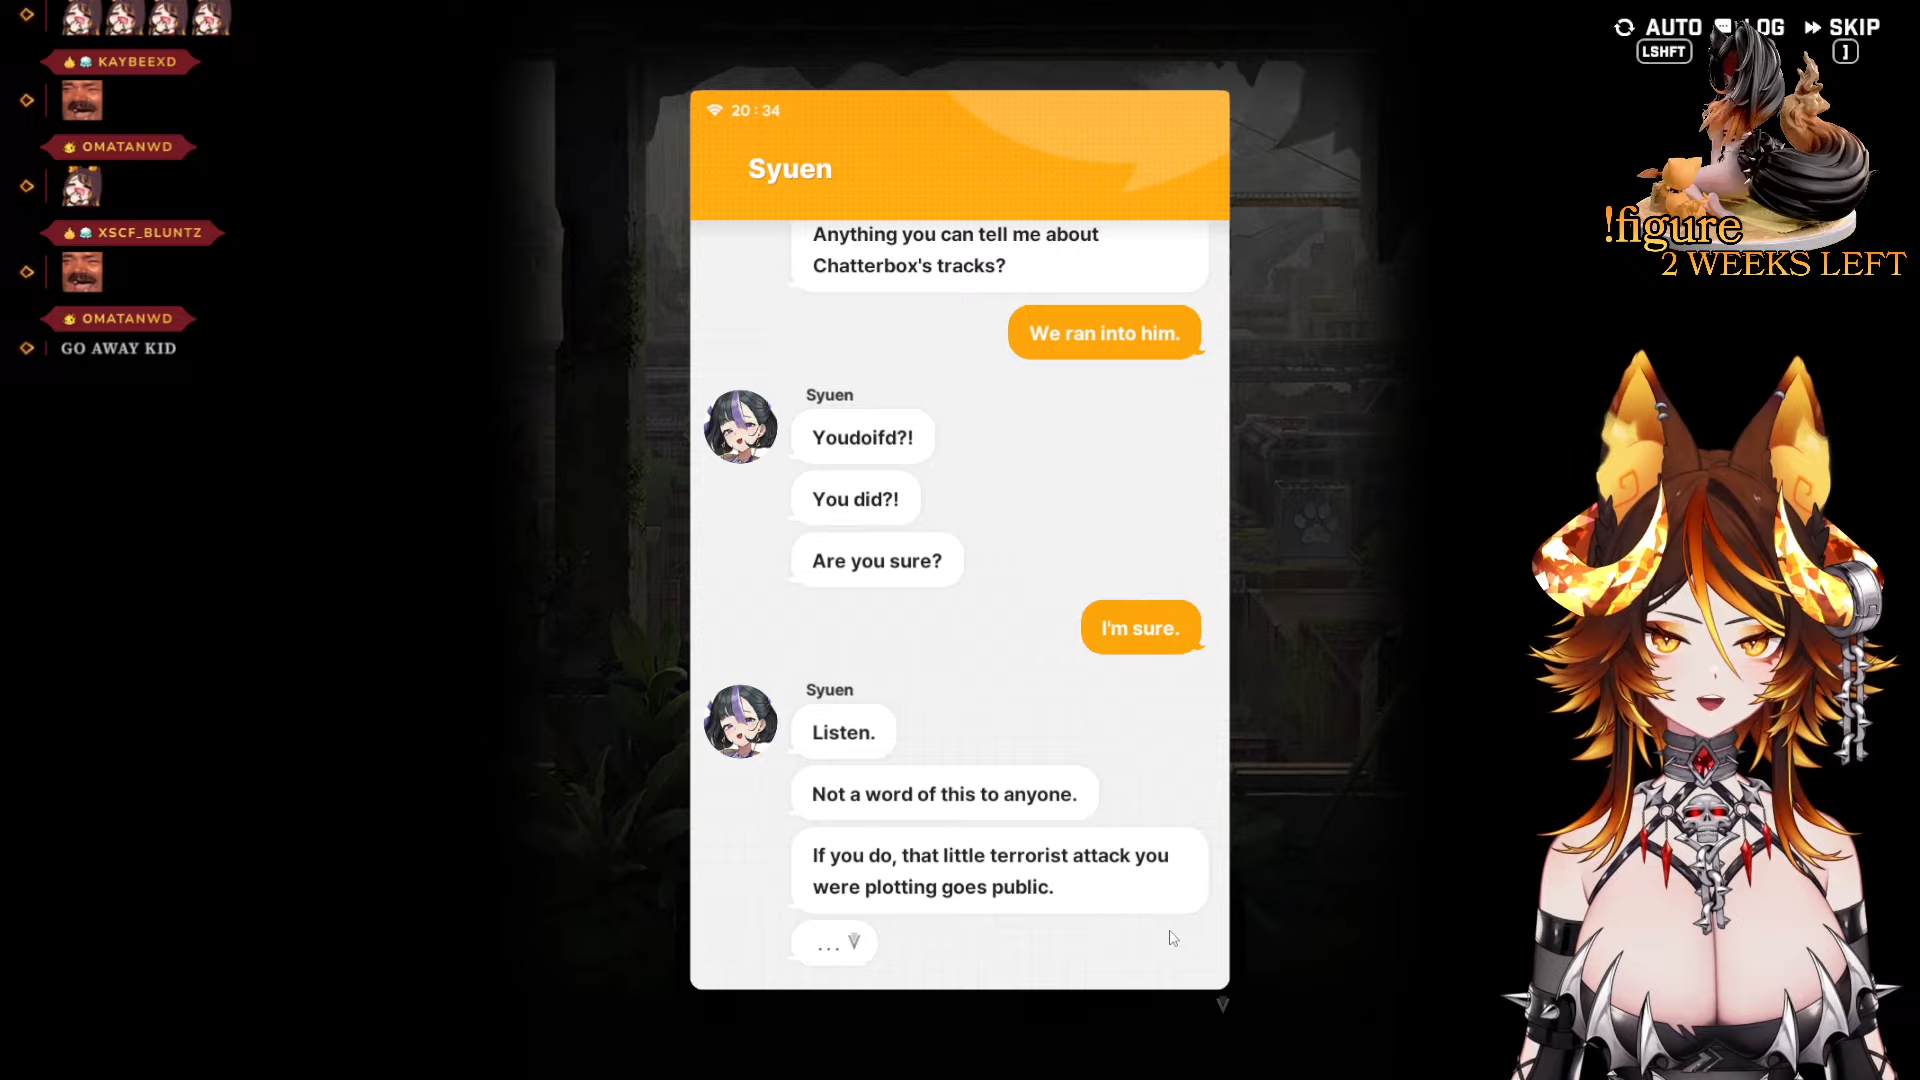 KAYBEEXD
OMATANWD
XSCF_BLUNTZ
OMATANWD
GO AWAY KID
20:34
Syuen
Anything you can tell me about
Chatterbox's tracks?
We ran into him.
Syuen
Youdoifd?!
You did?!
Are you sure?
I'm sure.
Syuen
Listen.
Not a word of this to anyone.
If you do, that little terrorist attack you
were plotting goes public.
...
AUTO
LOG
SKIP
LSHFT
]
!figure
2 WEEKS LEFT